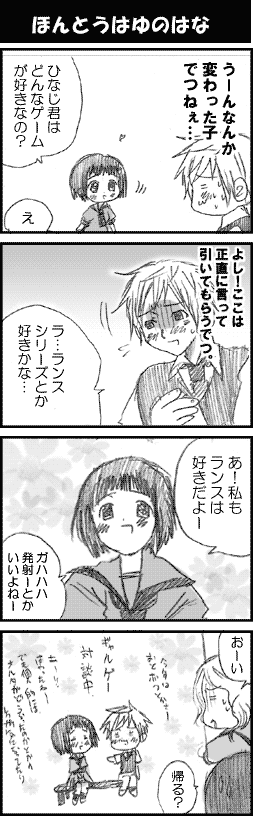 ほんとうはゆのはな
うーんなんか
変わった子
でつねぇ…
ひなじ君は
どんなゲーム
が好きなの?
え
よし!ここは
正直に言って
引いてもらうでつ。
ラ…ランス
シリーズとか
好きかな…
あ!私も
ランスは
好きだよー
ガハハハ
発射ーとか
いいよねー
おーい
ギャルゲー
対談中
帰る?